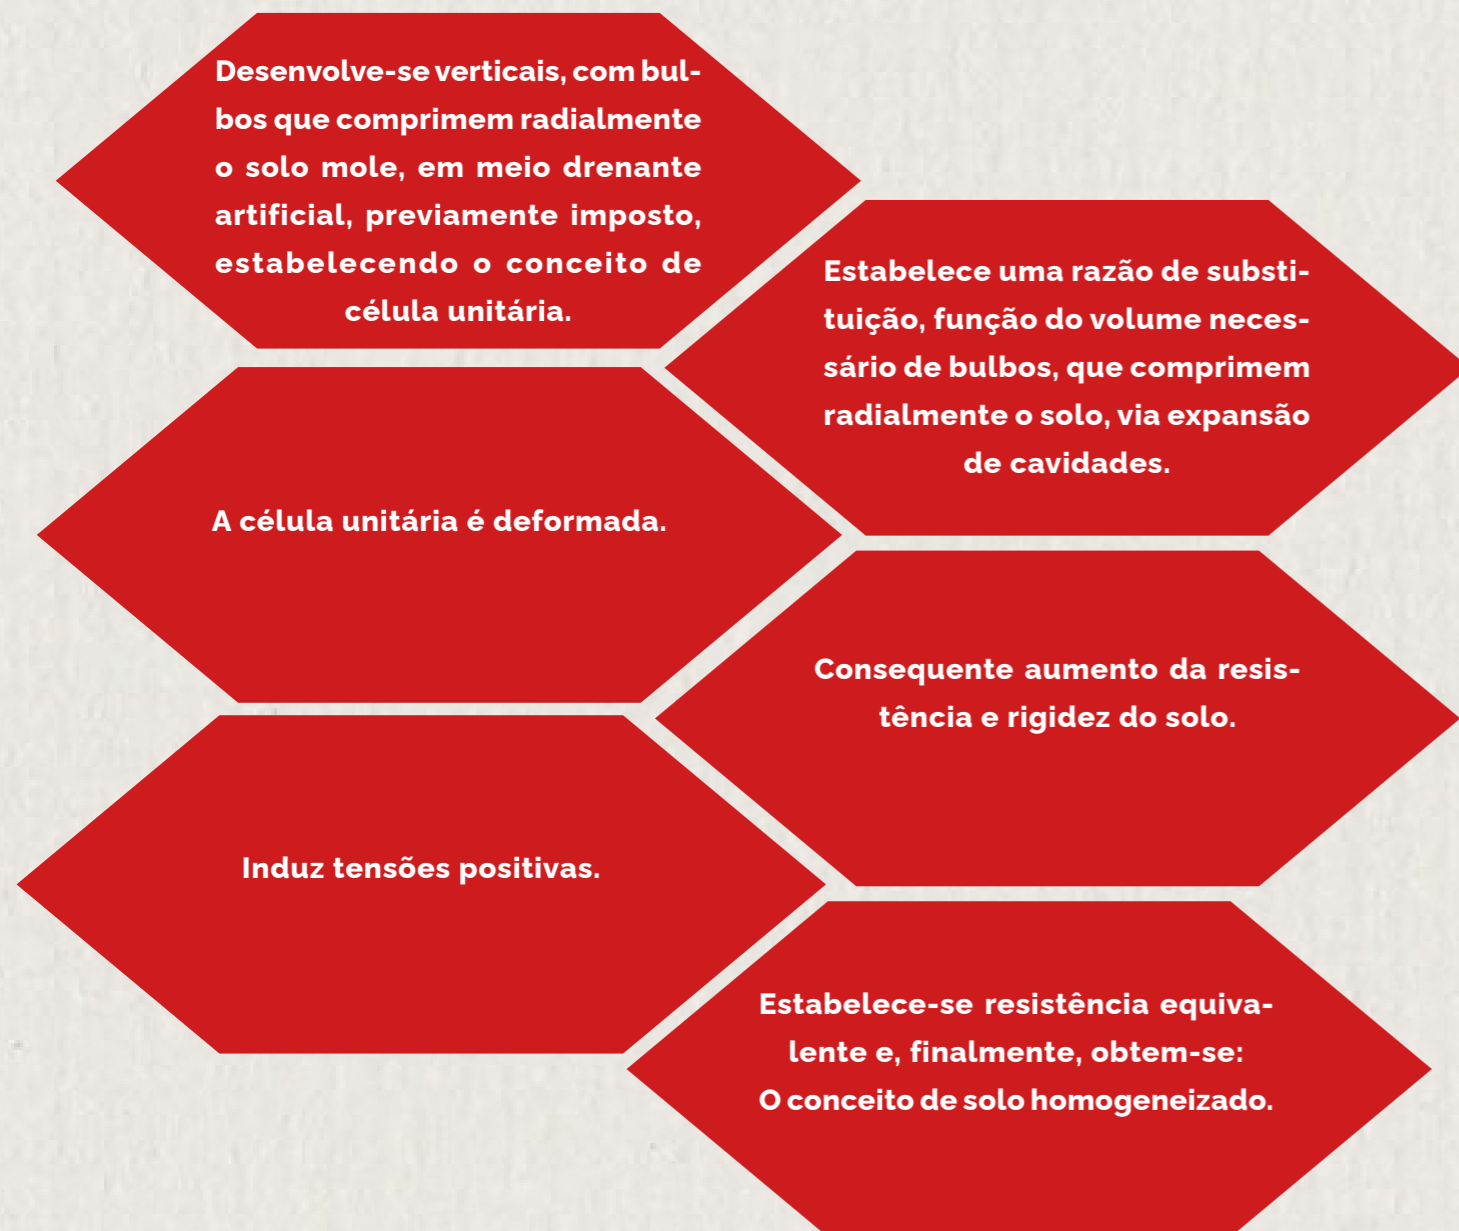 Desenvolve-se verticais, com bul-
bos que comprimem radialmente
o solo mole, em meio drenante
artificial, previamente imposto,
estabelecendo o conceito de
célula unitária.
Estabelece uma razão de substi-
tuição, função do volume neces-
sário de bulbos, que comprimem
radialmente o solo, via expansão
de cavidades.
A célula unitária é deformada.
Consequente aumento da resis-
tência e rigidez do solo.
Induz tensões positivas.
Estabelece-se resistência equiva-
lente e, finalmente, obtem-se:
O conceito de solo homogeneizado.